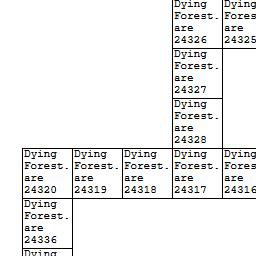 Dying
Forest.
are
24326
Dying
Fores
are
24325
Dying
Forest.
are
24327
Dying
Forest.
are
24328
Dying
Forest.
are
24320
Dying
Forest.
are
24319
Dying
Forest.
are
24318
Dying
Forest.
are
24317
Dying
Fores
are
24316
Dying
Forest.
are
24336
Dying